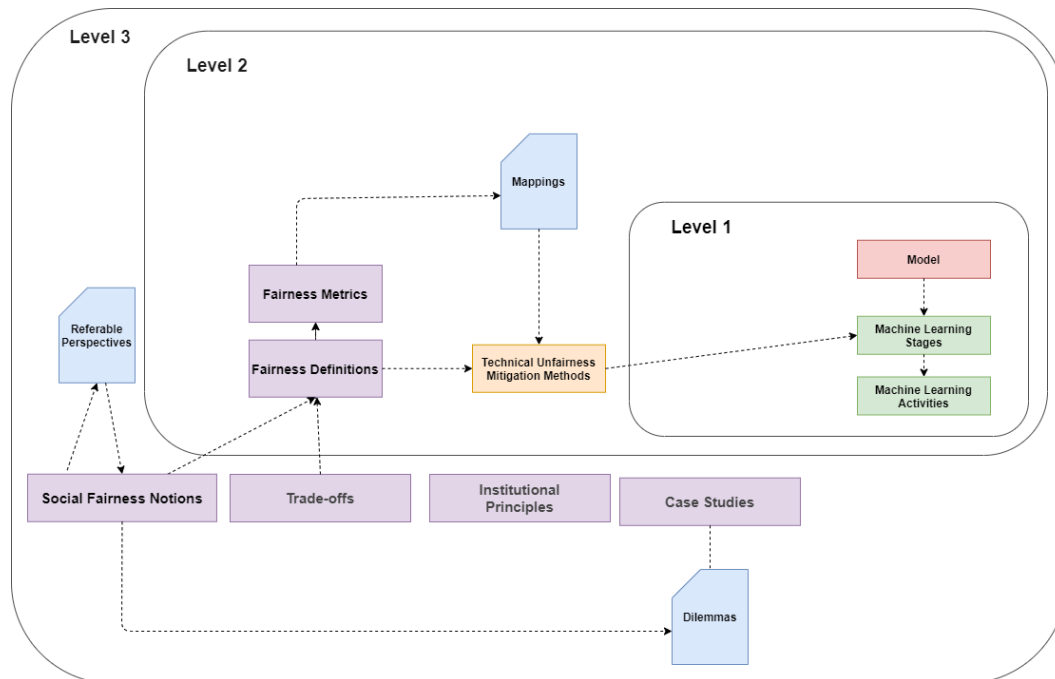 Level 3
Level 2
Mappings
Level 1
Model
Fairness Metrics
Referable
Perspectives
Machine Learning
Stages
Fairness Definitions
Technical Unfairness
Mitigation Methods
Machine Learning
Activities
Social Fairness Notions
Trade-offs
Institutional
Principles
Case Studies
Dilemmas